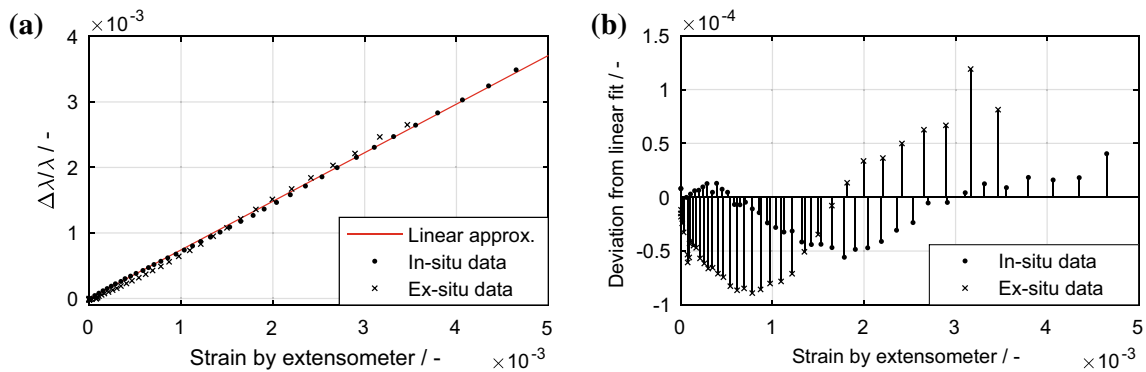 (a)
×10⁻³
4
3
2
1
0
Δλ/λ / -
0 1 2 3 4 5
Strain by extensometer / -
×10⁻³
Linear approx.
In-situ data
Ex-situ data
(b)
×10⁻⁴
1.5
1
0.5
0
-0.5
-1
Deviation from linear fit / -
0 1 2 3 4 5
Strain by extensometer / -
×10⁻³
In-situ data
Ex-situ data